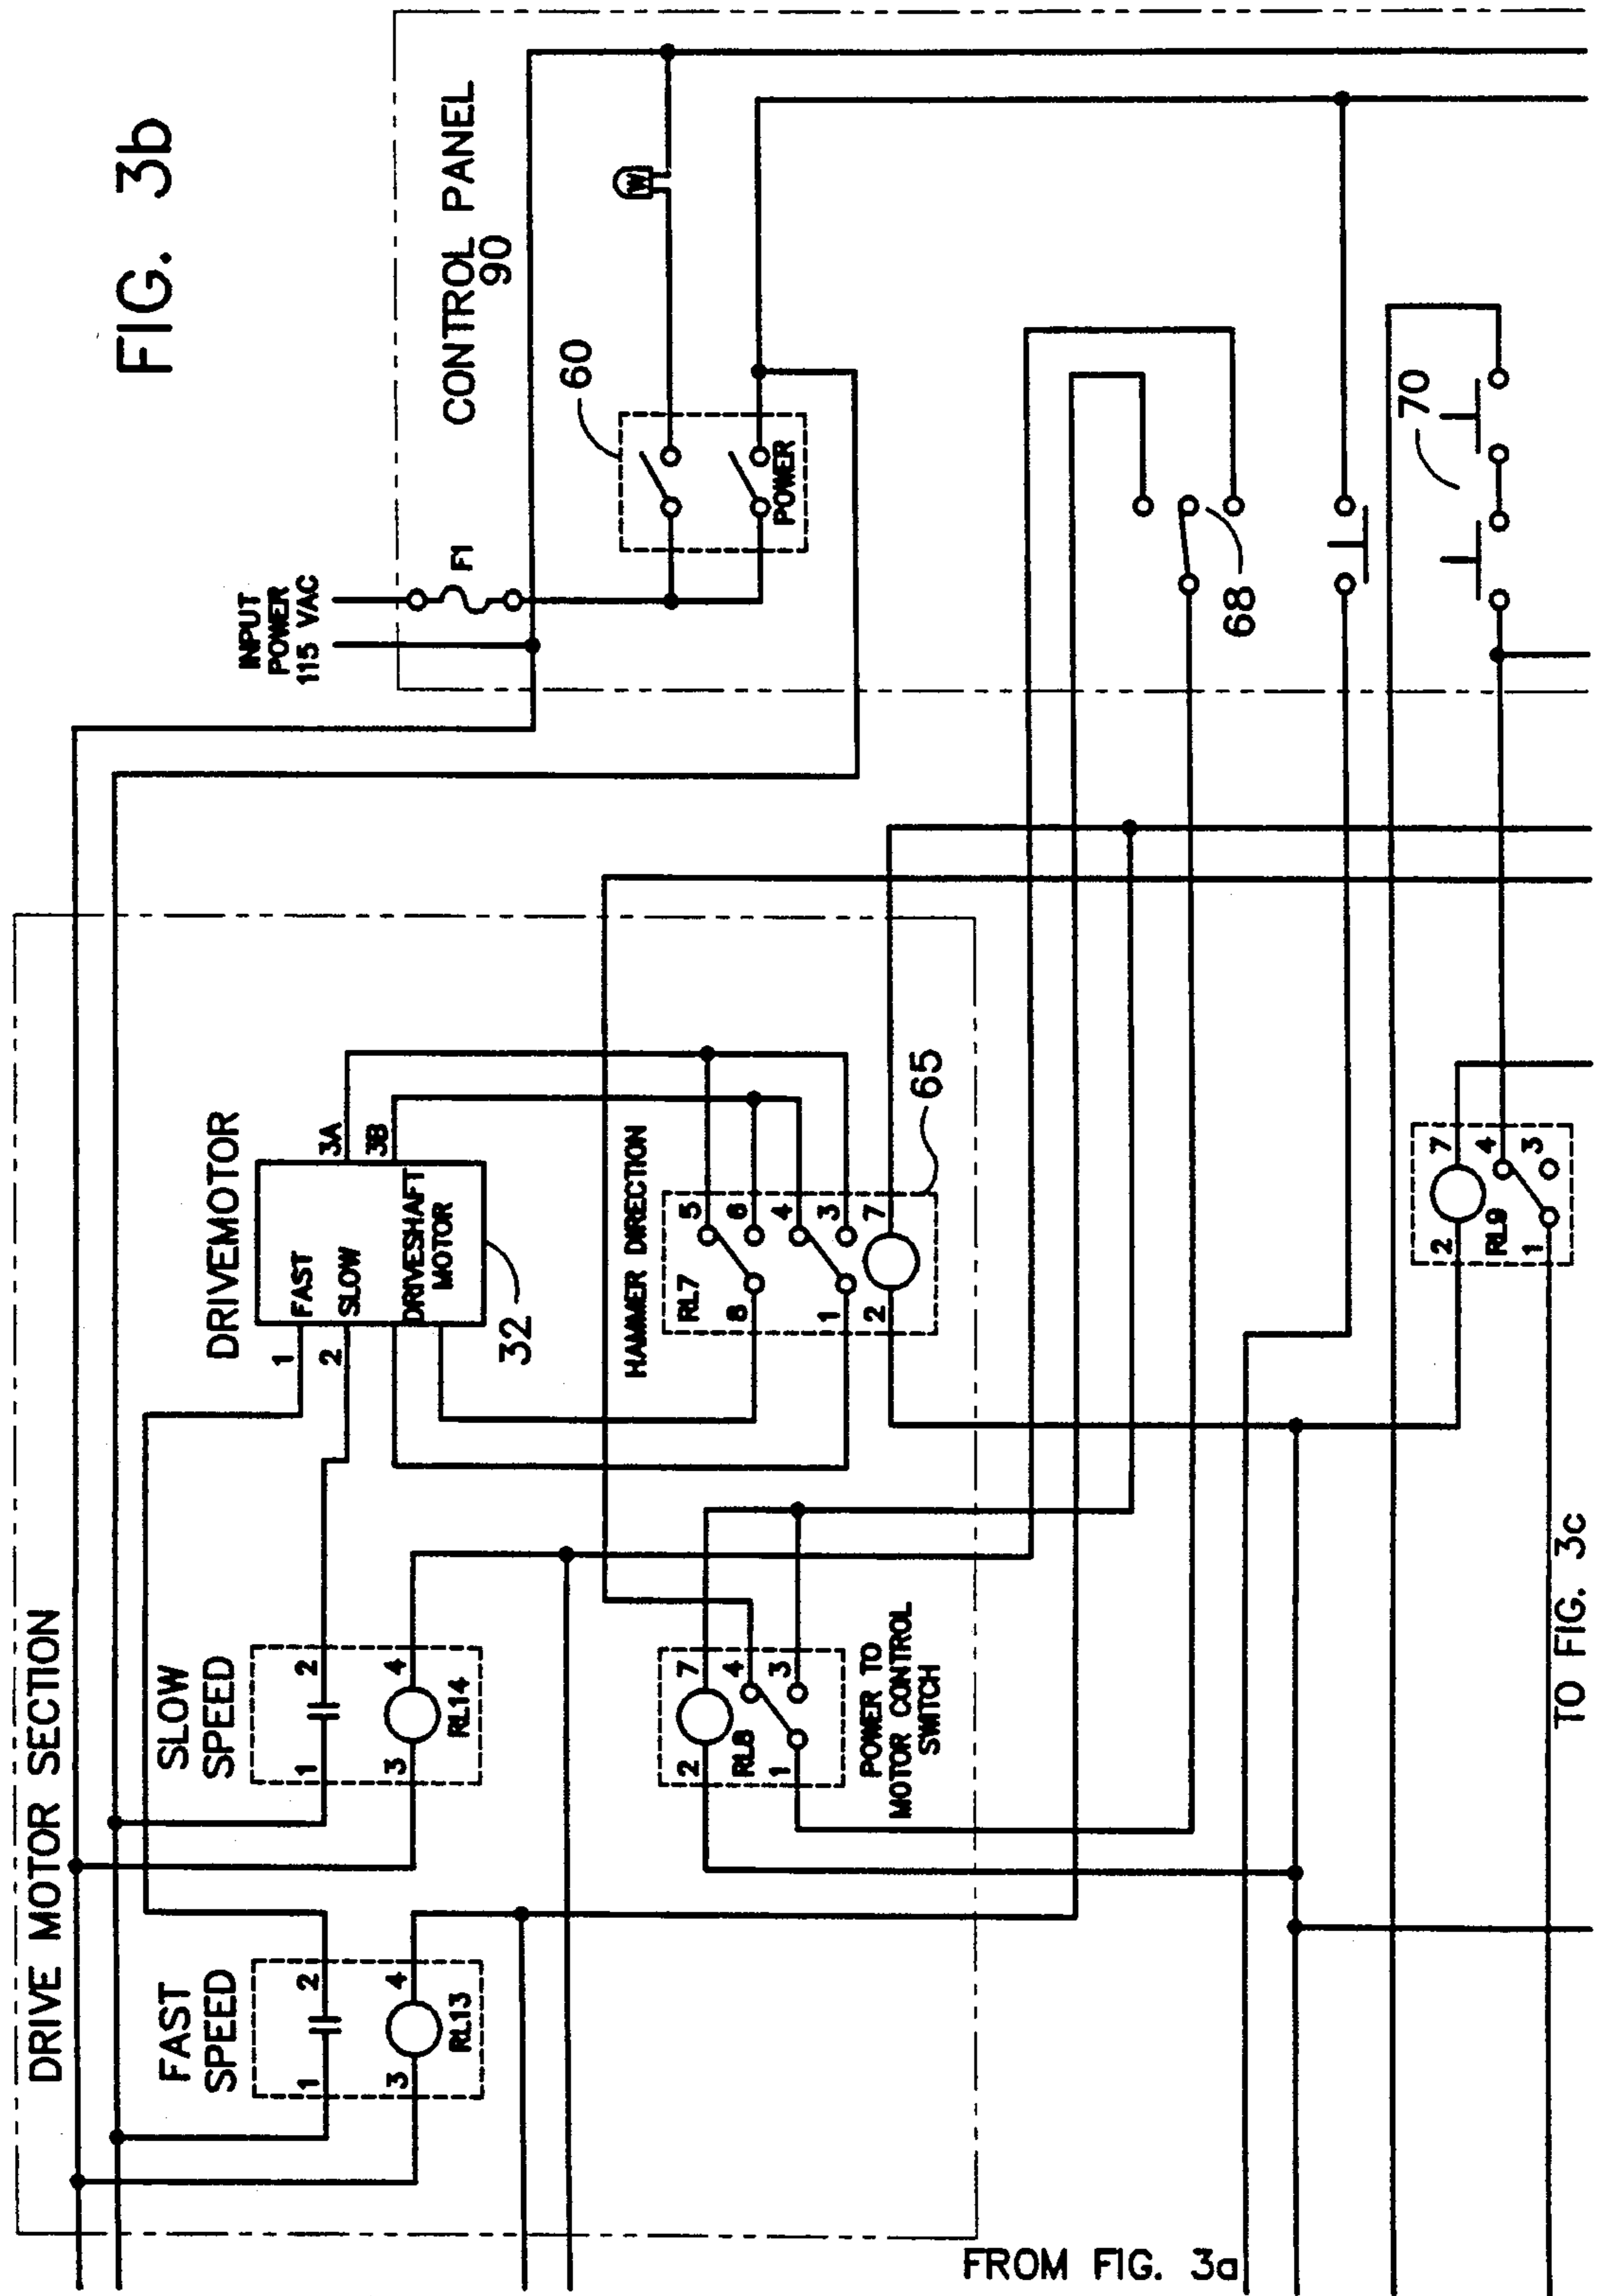 FIG. 3b
CONTROL PANEL
90
INPUT
POWER
115 VAC
F1
60
W
POWER
68
70
DRIVE MOTOR SECTION
FAST
SPEED
1
2
3
4
RL13
SLOW
SPEED
1
2
3
4
RL14
DRIVEMOTOR
1
2
FAST
SLOW
DRIVESHAFT
MOTOR
3A
3B
32
HAMMER DIRECTION
RL7
5
6
8
4
3
1
7
2
65
2
7
RL8
4
1
3
POWER TO
MOTOR CONTROL
SWITCH
2
7
RL9
4
1
3
FROM FIG. 3a
TO FIG. 3c